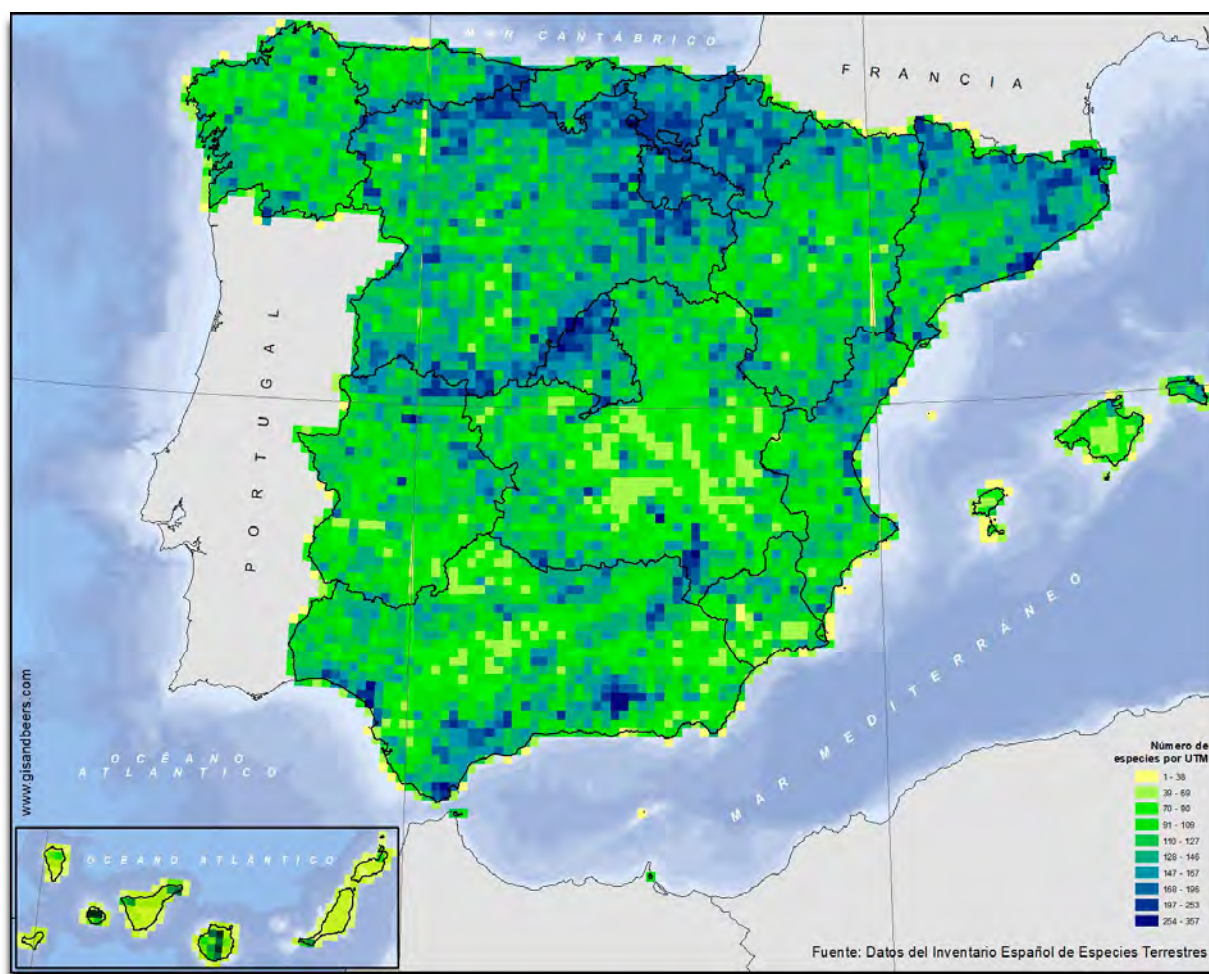 MAR CANTÁBRICO
FRANCIA
PORTUGAL
MAR MEDITERRÁNEO
OCÉANO
ATLÁNTICO
www.gisandbeers.com
Número de
especies por UTM
1 - 38
39 - 69
70 - 90
91 - 109
110 - 127
128 - 146
147 - 167
168 - 196
197 - 253
254 - 357
OCEANO ATLÁNTICO
Fuente: Datos del Inventario Español de Especies Terrestres